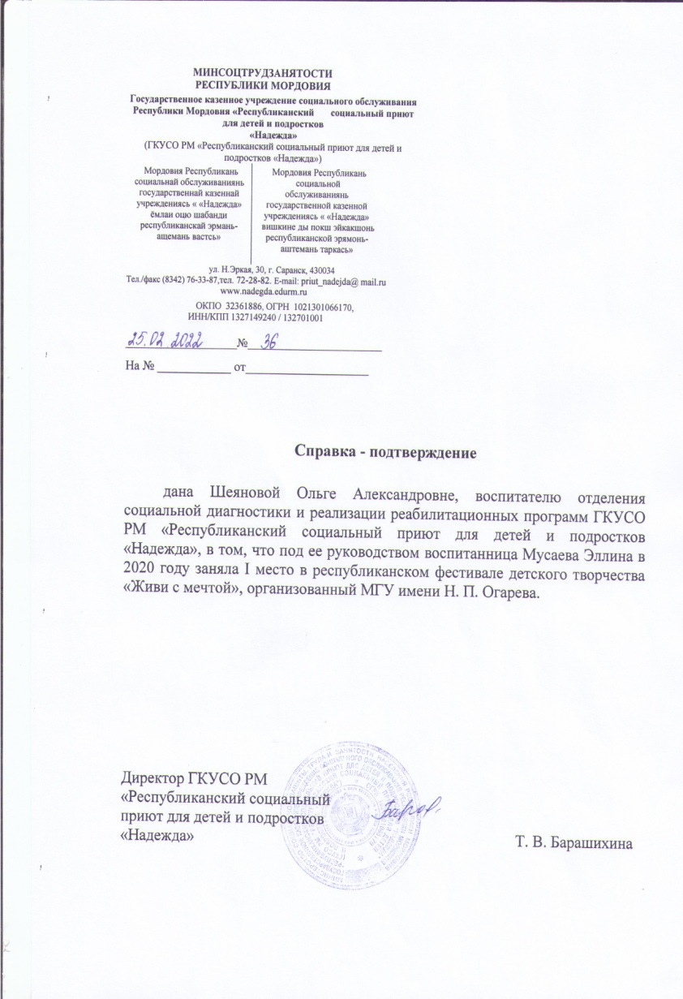 МИНСОЦТРУДЗАНЯТОСТИ
РЕСПУБЛИКИ МОРДОВИЯ
Государственное казенное учреждение социального обслуживания
Республики Мордовия «Республиканский социальный приют
для детей и подростков
«Надежда»
(ГКУСО РМ «Республиканский социальный приют для детей и
подростков «Надежда»)
Мордовия Республикань
социальнай обслуживаниянь
государственнай казеннай
учреждениясь « «Надежда»
ёмлаи оцю шабанди
республиканскай эрмань-
ащемань вастсь»
Мордовия Республикань
социальной
обслуживаниянь
государственной казенной
учреждениясь « «Надежда»
вишкине ды покш эйкакшонь
республиканской эрямонь-
аштемань таркась»
ул. Н.Эркая, 30, г. Саранск, 430034
Тел./факс (8342) 76-33-87,тел. 72-28-82. E-mail: priut_nadejda@ mail.ru
www.nadegda.edurm.ru
ОКПО 32361886, ОГРН 1021301066170,
ИНН/КПП 1327149240 / 132701001
25.02 2022 № 36
На № ____________ от____________________
Справка - подтверждение
дана Шеяновой Ольге Александровне, воспитателю отделения
социальной диагностики и реализации реабилитационных программ ГКУСО
РМ «Республиканский социальный приют для детей и подростков
«Надежда», в том, что под ее руководством воспитанница Мусаева Эллина в
2020 году заняла I место в республиканском фестивале детского творчества
«Живи с мечтой», организованный МГУ имени Н. П. Огарева.
Директор ГКУСО РМ
«Республиканский социальный
приют для детей и подростков
«Надежда»
Т. В. Барашихина